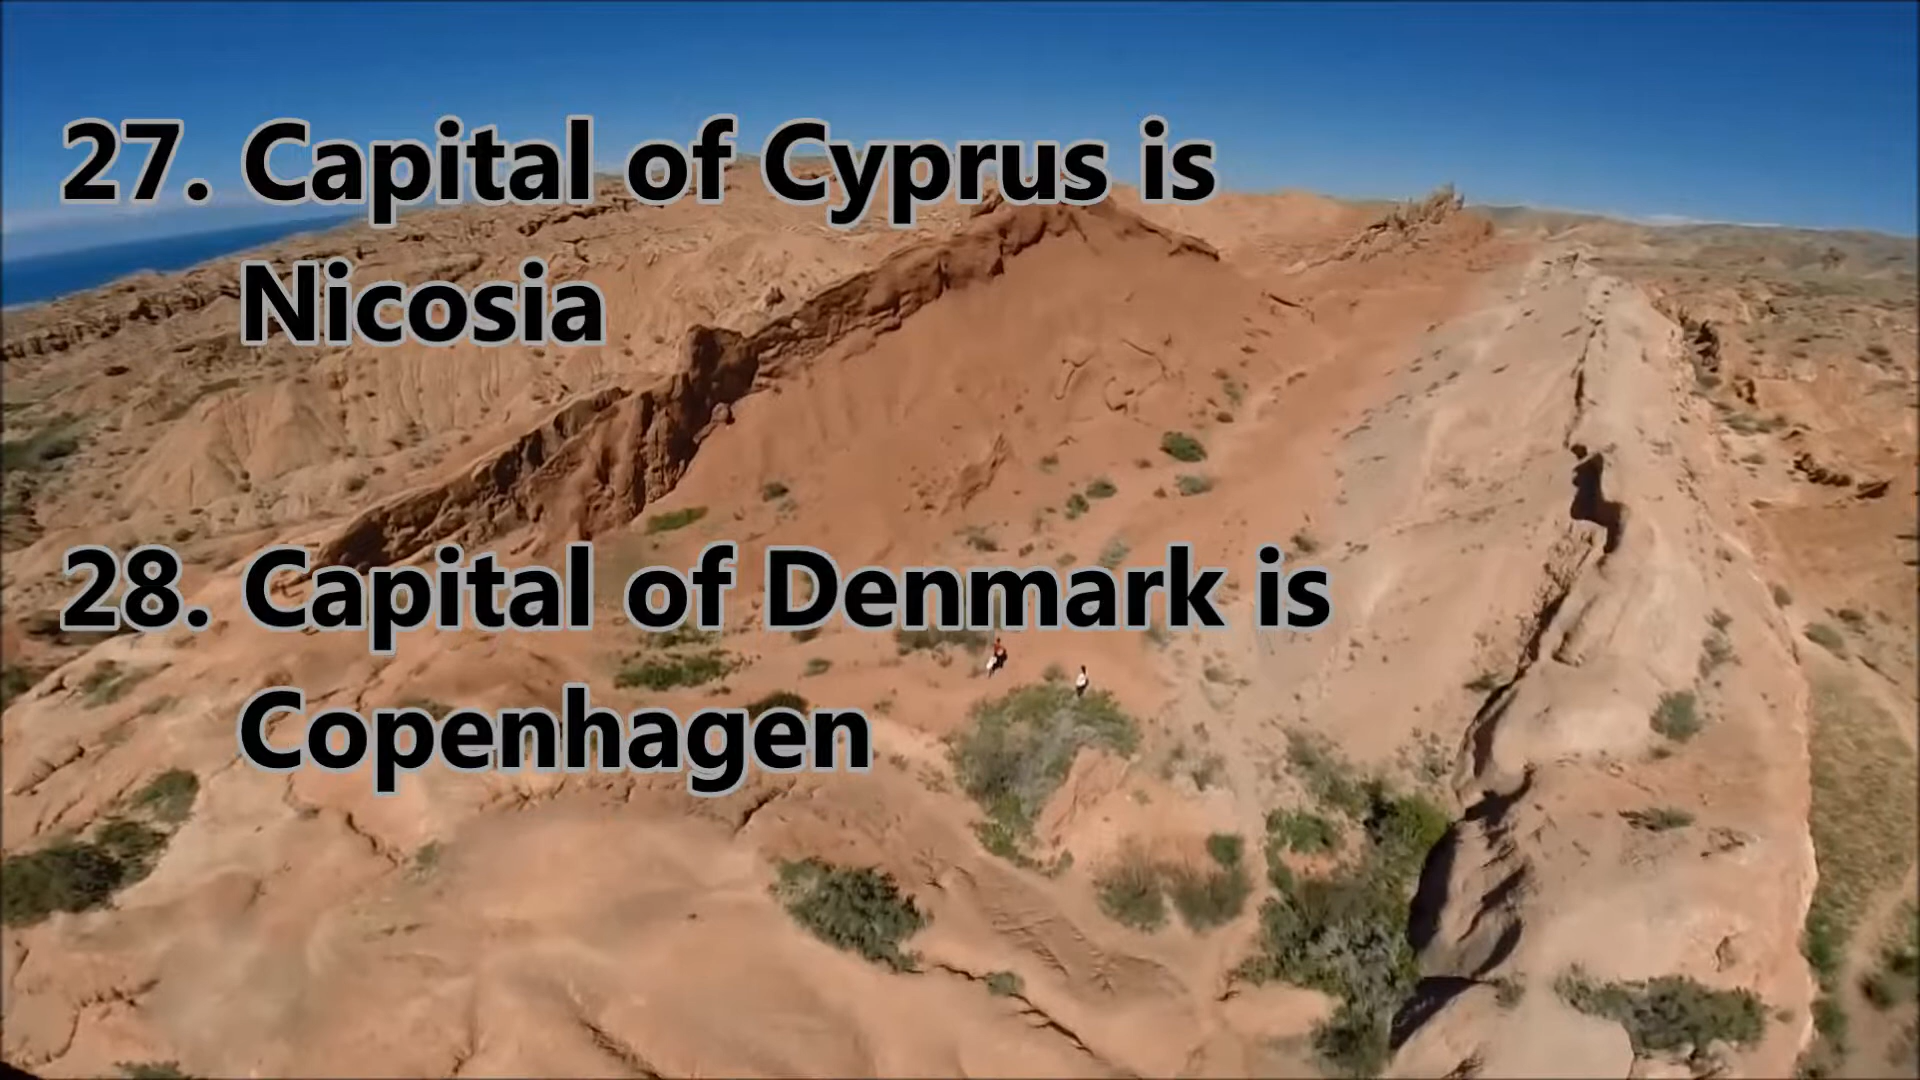 27. Capital of Cyprus is
Nicosia
28. Capital of Denmark is
Copenhagen